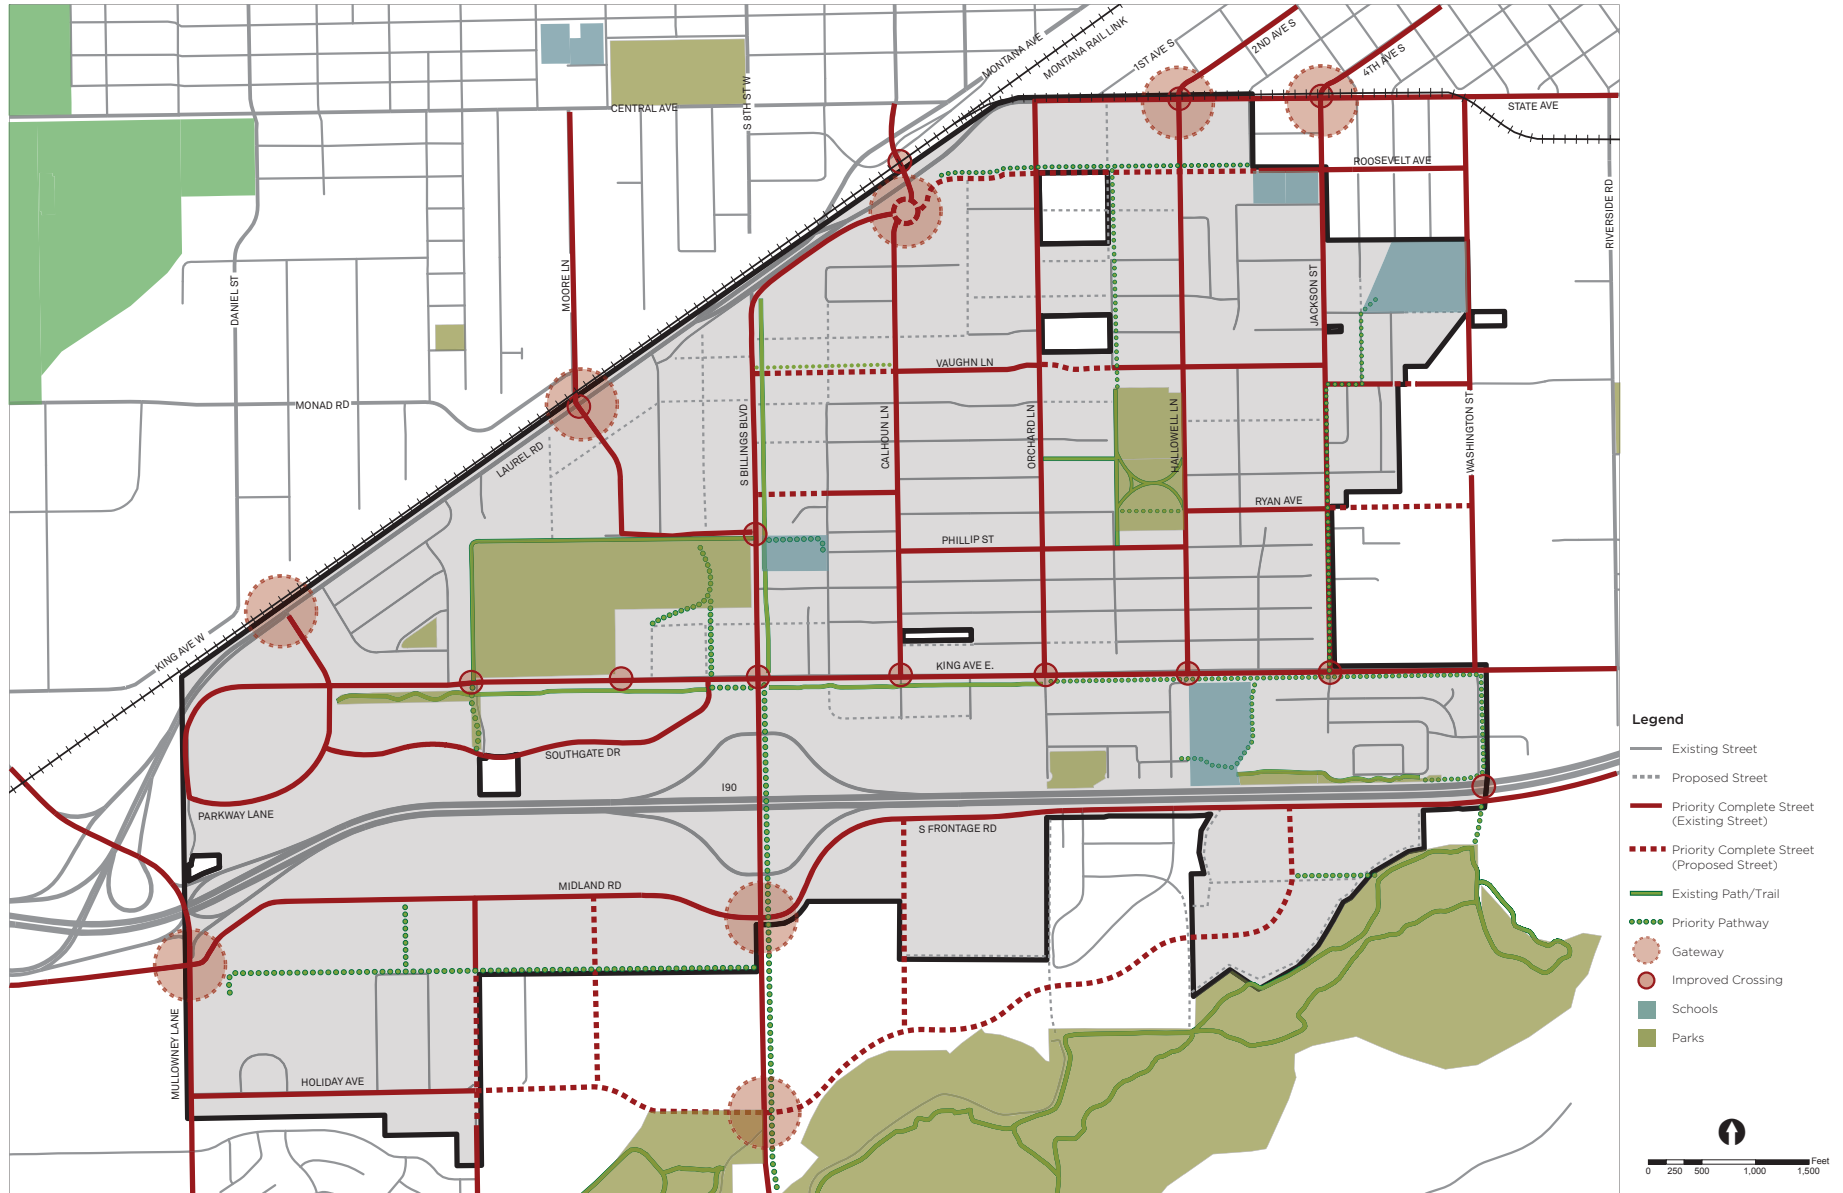 MONTANA AVE
MONTANA RAIL LINK
1ST AVE S
2ND AVE S
4TH AVE S
STATE AVE
CENTRAL AVE
S 8TH ST W
ROOSEVELT AVE
RIVERSIDE RD
DANIEL ST
MOORE LN
JACKSON ST
VAUGHN LN
MONAD RD
LAUREL RD
S BILLINGS BLVD
CALHOUN LN
ORCHARD LN
HALLOWELL LN
WASHINGTON ST
RYAN AVE
PHILLIP ST
KING AVE W
KING AVE E.
SOUTHGATE DR
I90
PARKWAY LANE
S FRONTAGE RD
MIDLAND RD
MULLOWNEY LANE
HOLIDAY AVE
Legend
Existing Street
Proposed Street
Priority Complete Street
(Existing Street)
Priority Complete Street
(Proposed Street)
Existing Path/Trail
Priority Pathway
Gateway
Improved Crossing
Schools
Parks
Feet
0 250 500 1,000 1,500